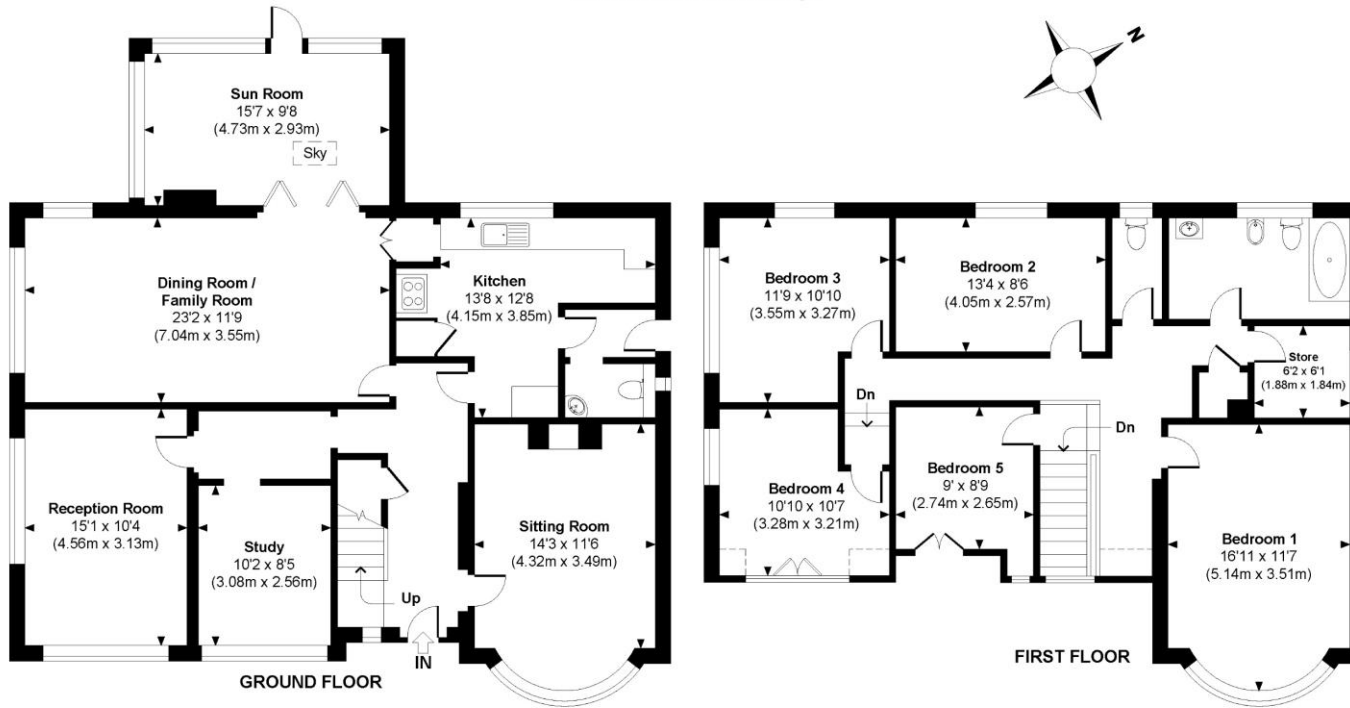 N
Sun Room
15'7 x 9'8
(4.73m x 2.93m)
Sky
Dining Room /
Family Room
23'2 x 11'9
(7.04m x 3.55m)
Kitchen
13'8 x 12'8
(4.15m x 3.85m)
Reception Room
15'1 x 10'4
(4.56m x 3.13m)
Study
10'2 x 8'5
(3.08m x 2.56m)
Up
Sitting Room
14'3 x 11'6
(4.32m x 3.49m)
IN
GROUND FLOOR
Bedroom 3
11'9 x 10'10
(3.55m x 3.27m)
Bedroom 2
13'4 x 8'6
(4.05m x 2.57m)
Store
6'2 x 6'1
(1.88m x 1.84m)
Dn
Dn
Bedroom 4
10'10 x 10'7
(3.28m x 3.21m)
Bedroom 5
9' x 8'9
(2.74m x 2.65m)
Bedroom 1
16'11 x 11'7
(5.14m x 3.51m)
FIRST FLOOR